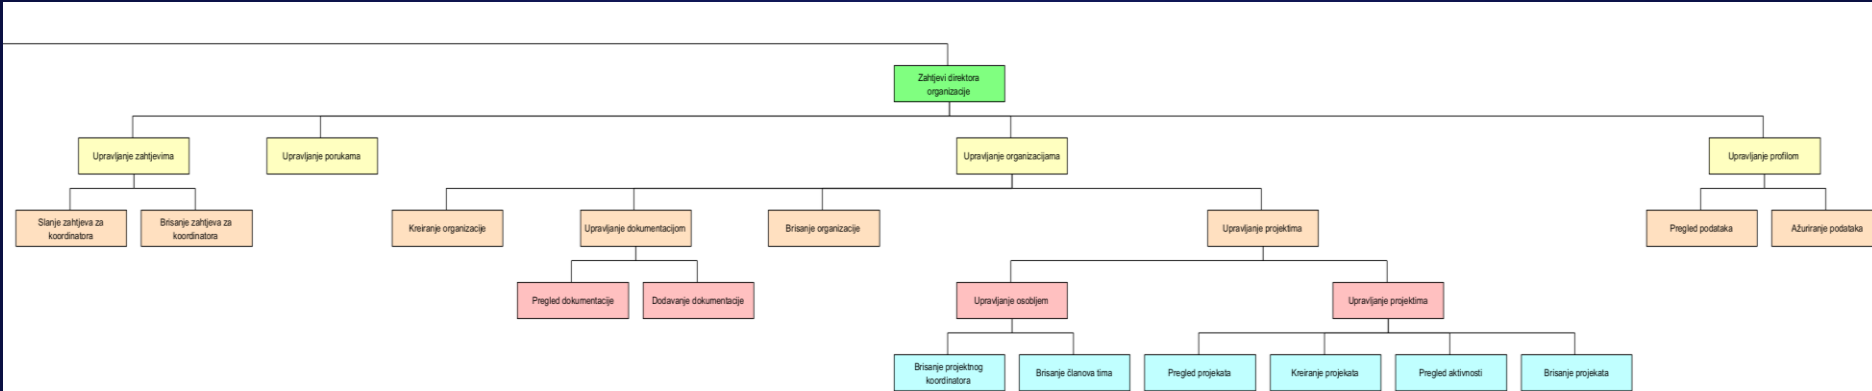 Zahtjevi direktora
organizacije
Upravljanje zahtjevima
Upravljanje porukama
Upravljanje organizacijama
Upravljanje profilom
Slanje zahtjeva za
koordinatora
Brisanje zahtjeva za
koordinatora
Kreiranje organizacije
Upravljanje dokumentacijom
Brisanje organizacije
Upravljanje projektima
Pregled podataka
Ažuriranje podataka
Pregled dokumentacije
Dodavanje dokumentacije
Upravljanje osobljem
Upravljanje projektima
Brisanje projektnog
koordinatora
Brisanje članova tima
Pregled projekata
Kreiranje projekata
Pregled aktivnosti
Brisanje projekata